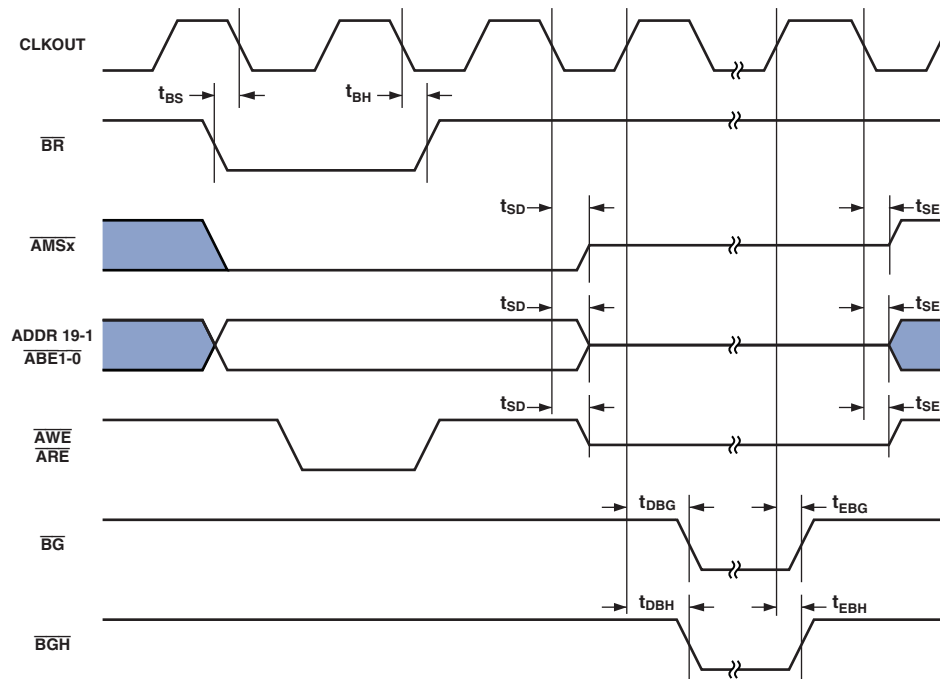 CLKOUT
tBS
tBH
BR
tSD
tSE
AMSx
tSD
tSE
ADDR 19-1
ABE1-0
tSD
tSE
AWE
ARE
tDBG
tEBG
BG
tDBH
tEBH
BGH